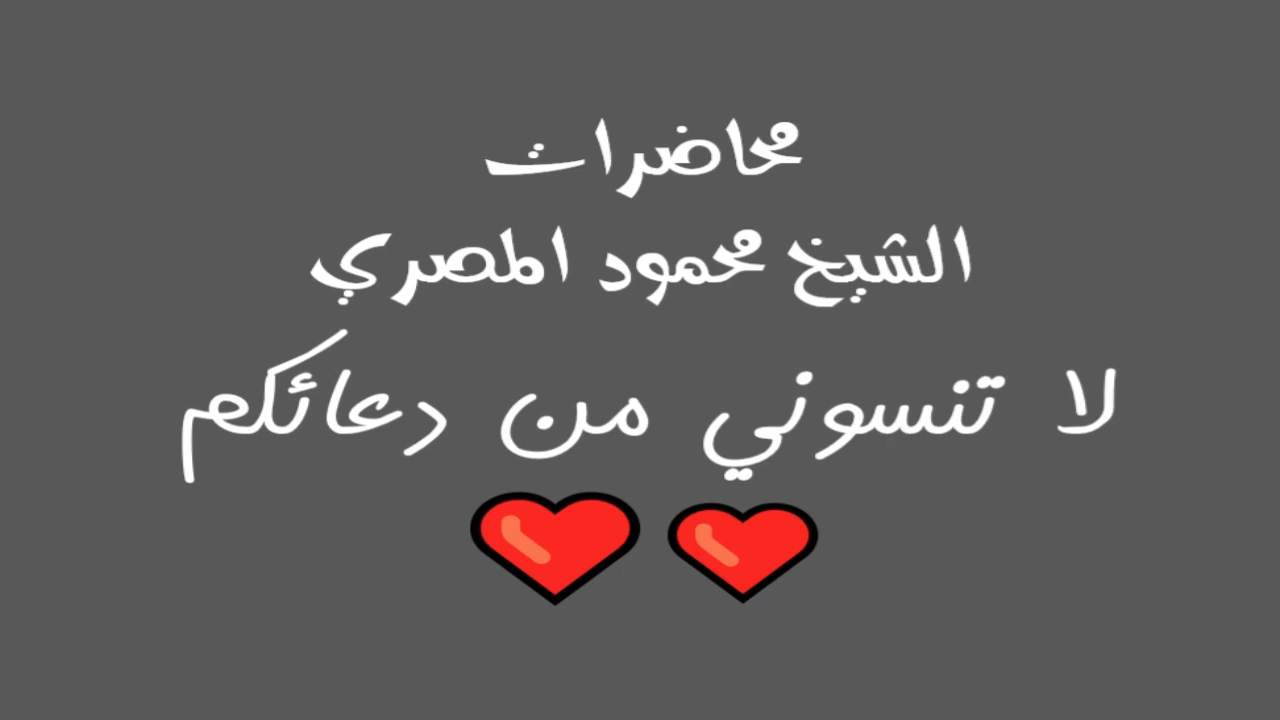 محاضرات
الشيخ محمود المصري
لا تنسوني من دعائكم